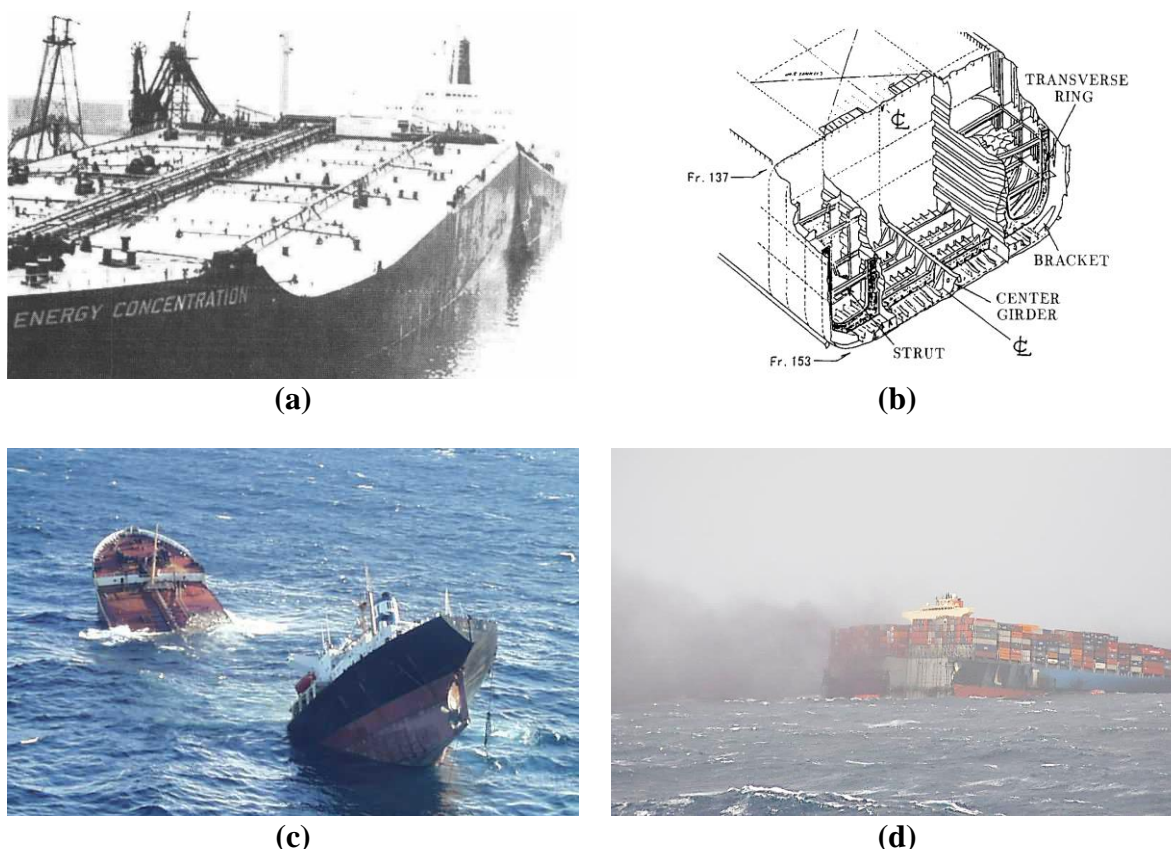 ENERGY CONCENTRATION
(a)
TRANSVERSE
RING
℄
Fr. 137
BRACKET
CENTER
GIRDER
℄
STRUT
Fr. 153
(b)
(c)
(d)